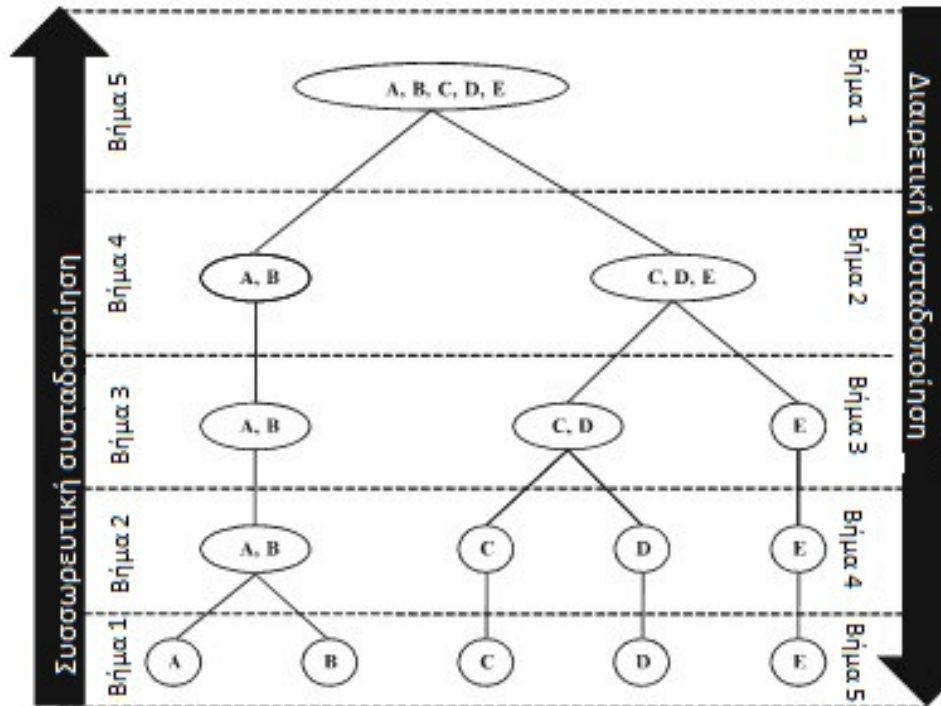 Συσσωρευτική συσταδοποίηση
Διαιρετική συσταδοποίηση
Βήμα 5
A, B, C, D, E
Βήμα 1
Βήμα 4
A, B
C, D, E
Βήμα 2
Βήμα 3
A, B
C, D
E
Βήμα 3
Βήμα 2
A, B
C
D
E
Βήμα 4
Βήμα 1
A
B
C
D
E
Βήμα 5